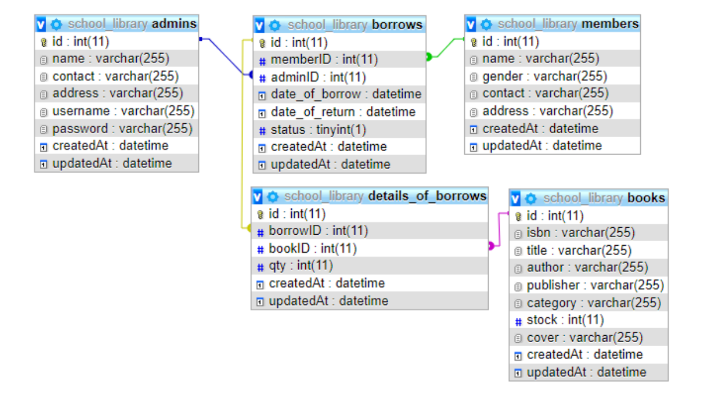 school_library admins
id : int(11)
name : varchar(255)
contact : varchar(255)
address : varchar(255)
username : varchar(255)
password : varchar(255)
createdAt : datetime
updatedAt : datetime
school_library borrows
id : int(11)
memberID : int(11)
adminID : int(11)
date_of_borrow : datetime
date_of_return : datetime
status : tinyint(1)
createdAt : datetime
updatedAt : datetime
school_library members
id : int(11)
name : varchar(255)
gender : varchar(255)
contact : varchar(255)
address : varchar(255)
createdAt : datetime
updatedAt : datetime
school_library details_of_borrows
id : int(11)
borrowID : int(11)
bookID : int(11)
qty : int(11)
createdAt : datetime
updatedAt : datetime
school_library books
id : int(11)
isbn : varchar(255)
title : varchar(255)
author : varchar(255)
publisher : varchar(255)
category : varchar(255)
stock : int(11)
cover : varchar(255)
createdAt : datetime
updatedAt : datetime